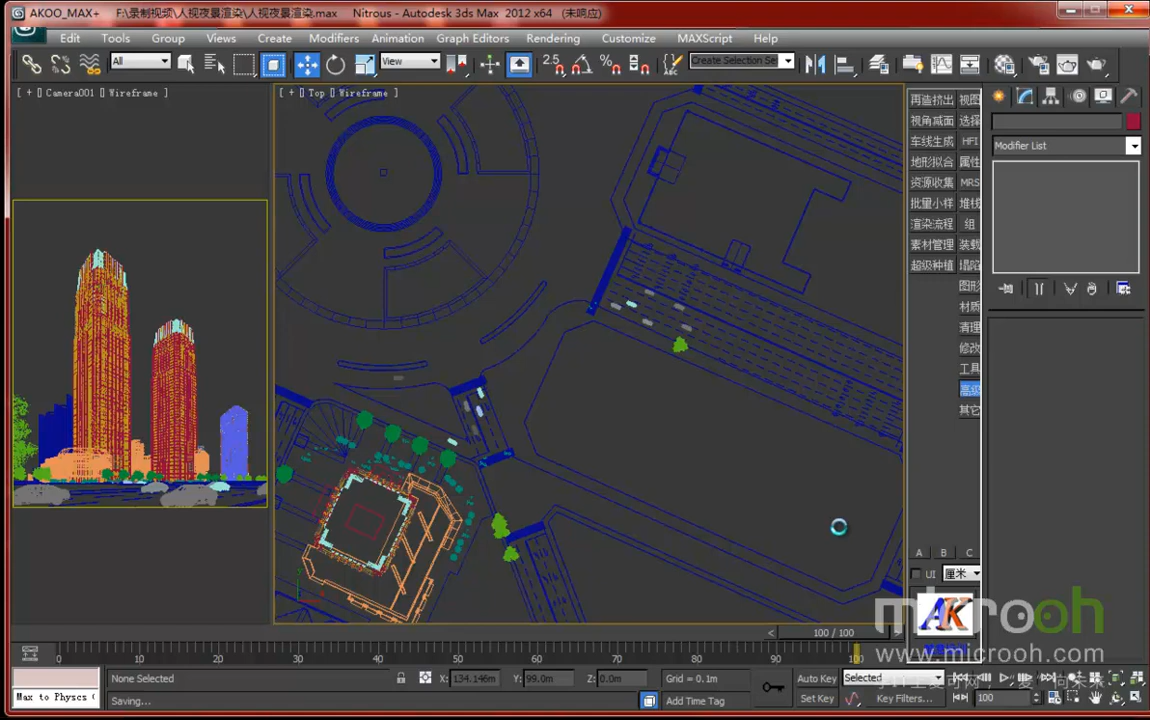 AKOO_MAX+ F:\录制视频\人视夜景渲染\人视夜景渲染.max Nitrous - Autodesk 3ds Max 2012 x64 (未响应)
Edit Tools Group Views Create Modifiers Animation Graph Editors Rendering Customize MAXScript Help
All View 2.5 Create Selection Se
[ + ][ Camera001 ][ Wireframe ]
[ + ][ Top ][ Wireframe ]
再造挤出 视图
视角减面 选择
车线生成 HFI
地形拟合 属性
资源收集 MRS
批量小样 堆栈
渲染流程 组
素材管理 装载
超级种植 塌陷
图形
材质
清理
修改
工具
高级
其它
Modifier List
A B C
UI 厘米
AK
microoh
www.microoh.com
< 100 / 100 >
0 10 20 30 40 50 60 70 80 90 100
None Selected X: 134.146m Y: 99.0m Z: 0.0m Grid = 0.1m Auto Key Selected
Max to Physics ( Saving... Add Time Tag Set Key Key Filters... 100